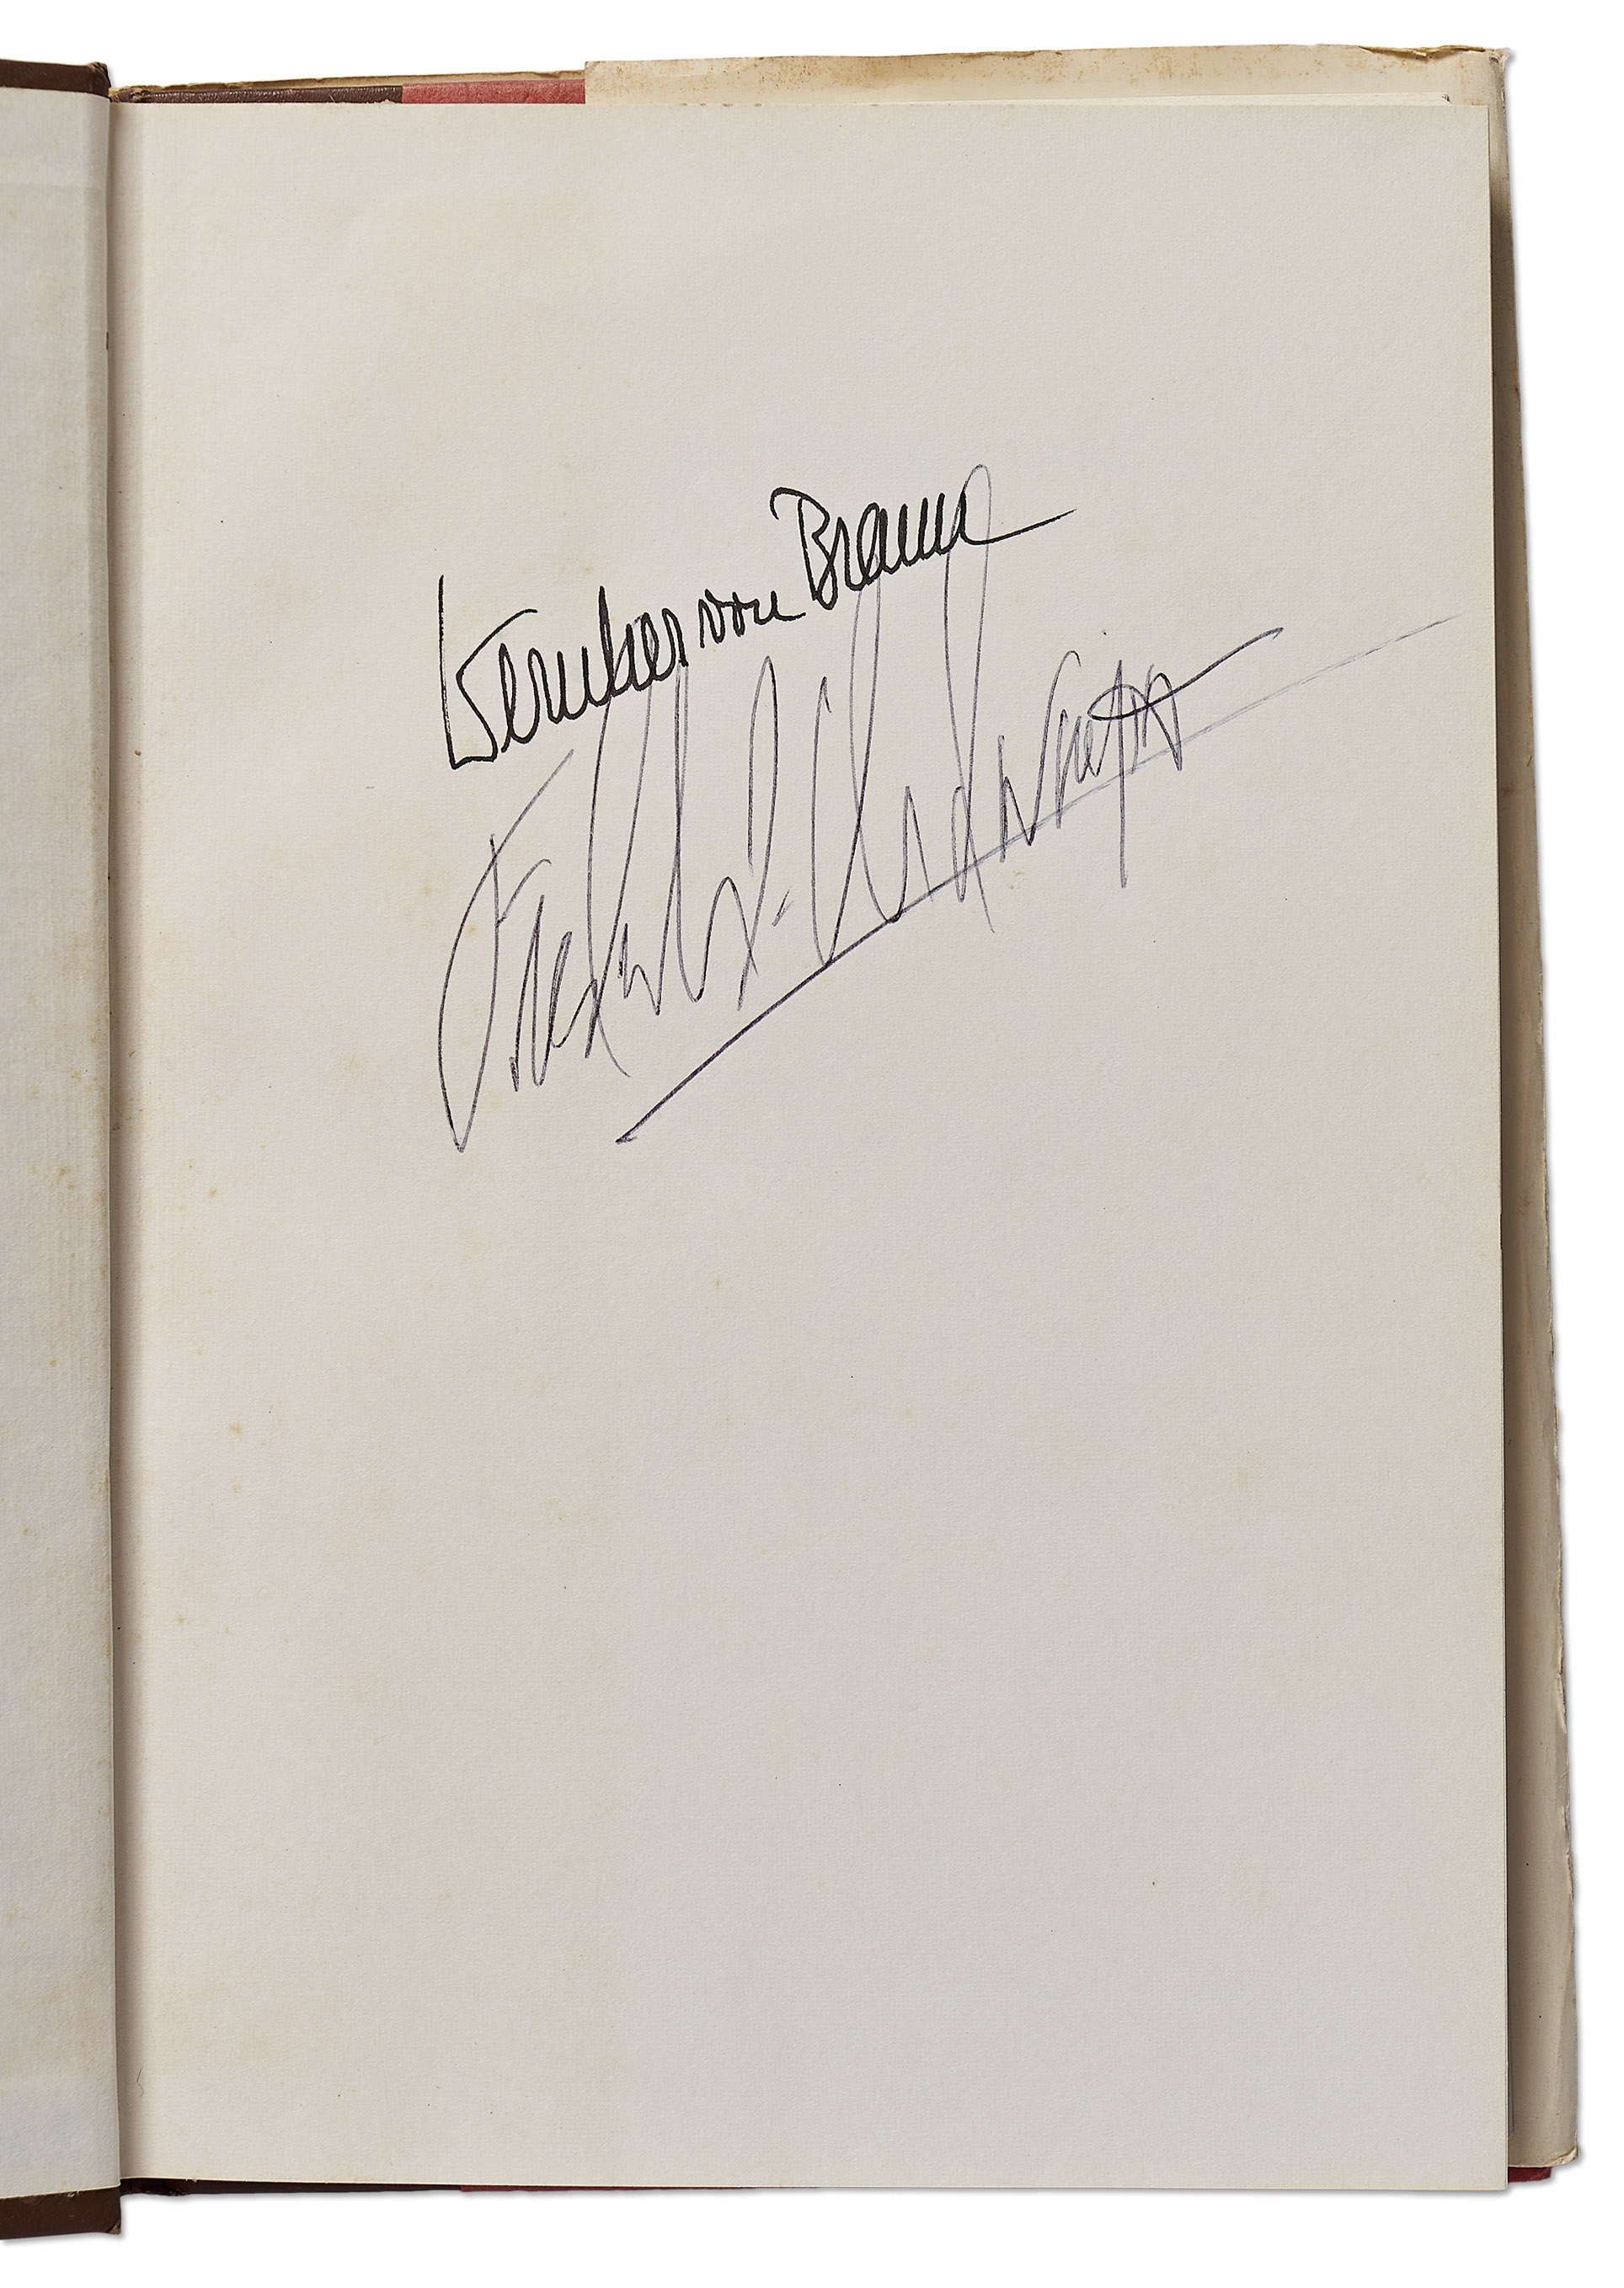 Wernher von Braun
Frederick I. Ordway III